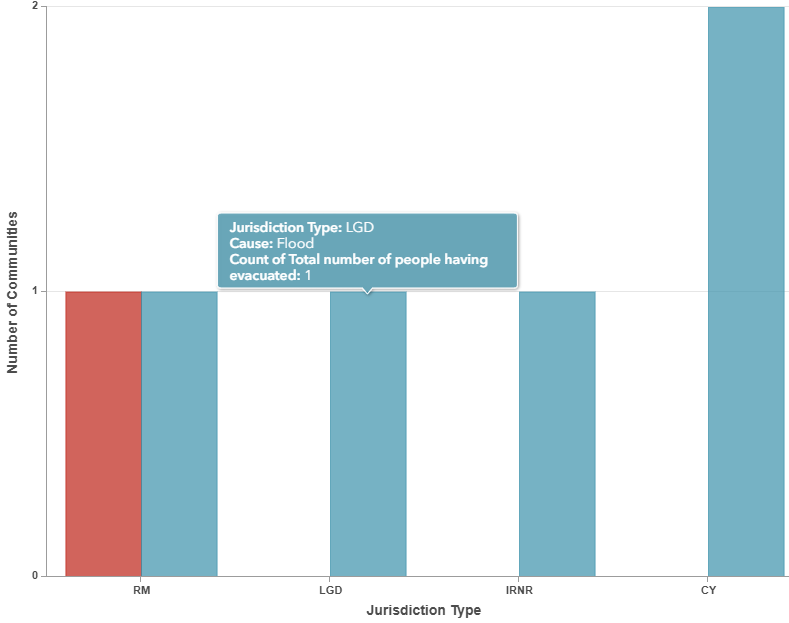 2
Number of Communities
Jurisdiction Type: LGD
Cause: Flood
Count of Total number of people having
evacuated: 1
1
0
RM LGD IRNR CY
Jurisdiction Type